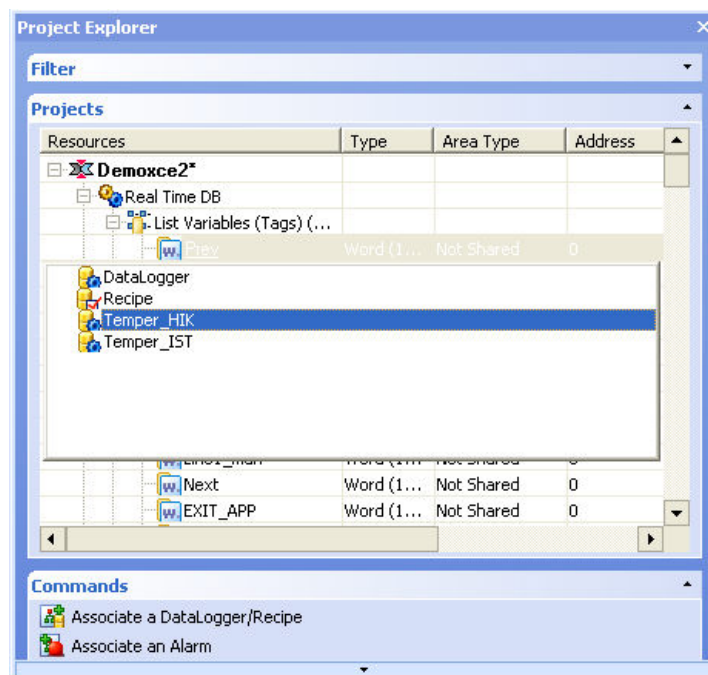 Project Explorer
Filter
Projects
Resources Type Area Type Address
Demoxce2*
Real Time DB
List Variables (Tags) (...
Prev Word (1... Not Shared 0
DataLogger
Recipe
Temper_HIK
Temper_IST
Next Word (1... Not Shared 0
EXIT_APP Word (1... Not Shared 0
Commands
Associate a DataLogger/Recipe
Associate an Alarm